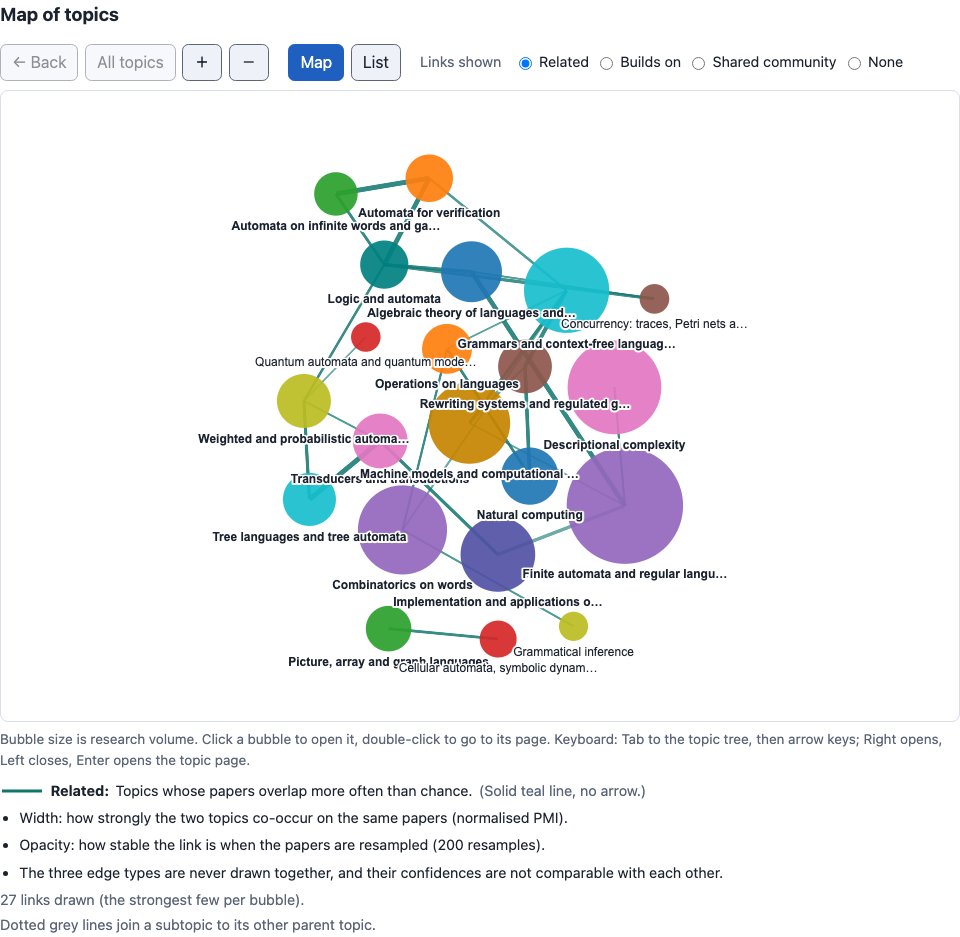 Map of topics
← Back
All topics
+
−
Map
List
Links shown
Related
Builds on
Shared community
None
Automata for verification
Automata on infinite words and ga…
Logic and automata
Algebraic theory of languages and…
Concurrency: traces, Petri nets a…
Grammars and context-free languag…
Quantum automata and quantum mode…
Operations on languages
Rewriting systems and regulated g…
Weighted and probabilistic automa…
Descriptional complexity
Machine models and computational …
Transducers and transductions
Natural computing
Tree languages and tree automata
Finite automata and regular langu…
Combinatorics on words
Implementation and applications o…
Grammatical inference
Picture, array and graph languages
Cellular automata, symbolic dynam…
Bubble size is research volume. Click a bubble to open it, double-click to go to its page. Keyboard: Tab to the topic tree, then arrow keys; Right opens,
Left closes, Enter opens the topic page.
Related: Topics whose papers overlap more often than chance. (Solid teal line, no arrow.)
• Width: how strongly the two topics co-occur on the same papers (normalised PMI).
• Opacity: how stable the link is when the papers are resampled (200 resamples).
• The three edge types are never drawn together, and their confidences are not comparable with each other.
27 links drawn (the strongest few per bubble).
Dotted grey lines join a subtopic to its other parent topic.